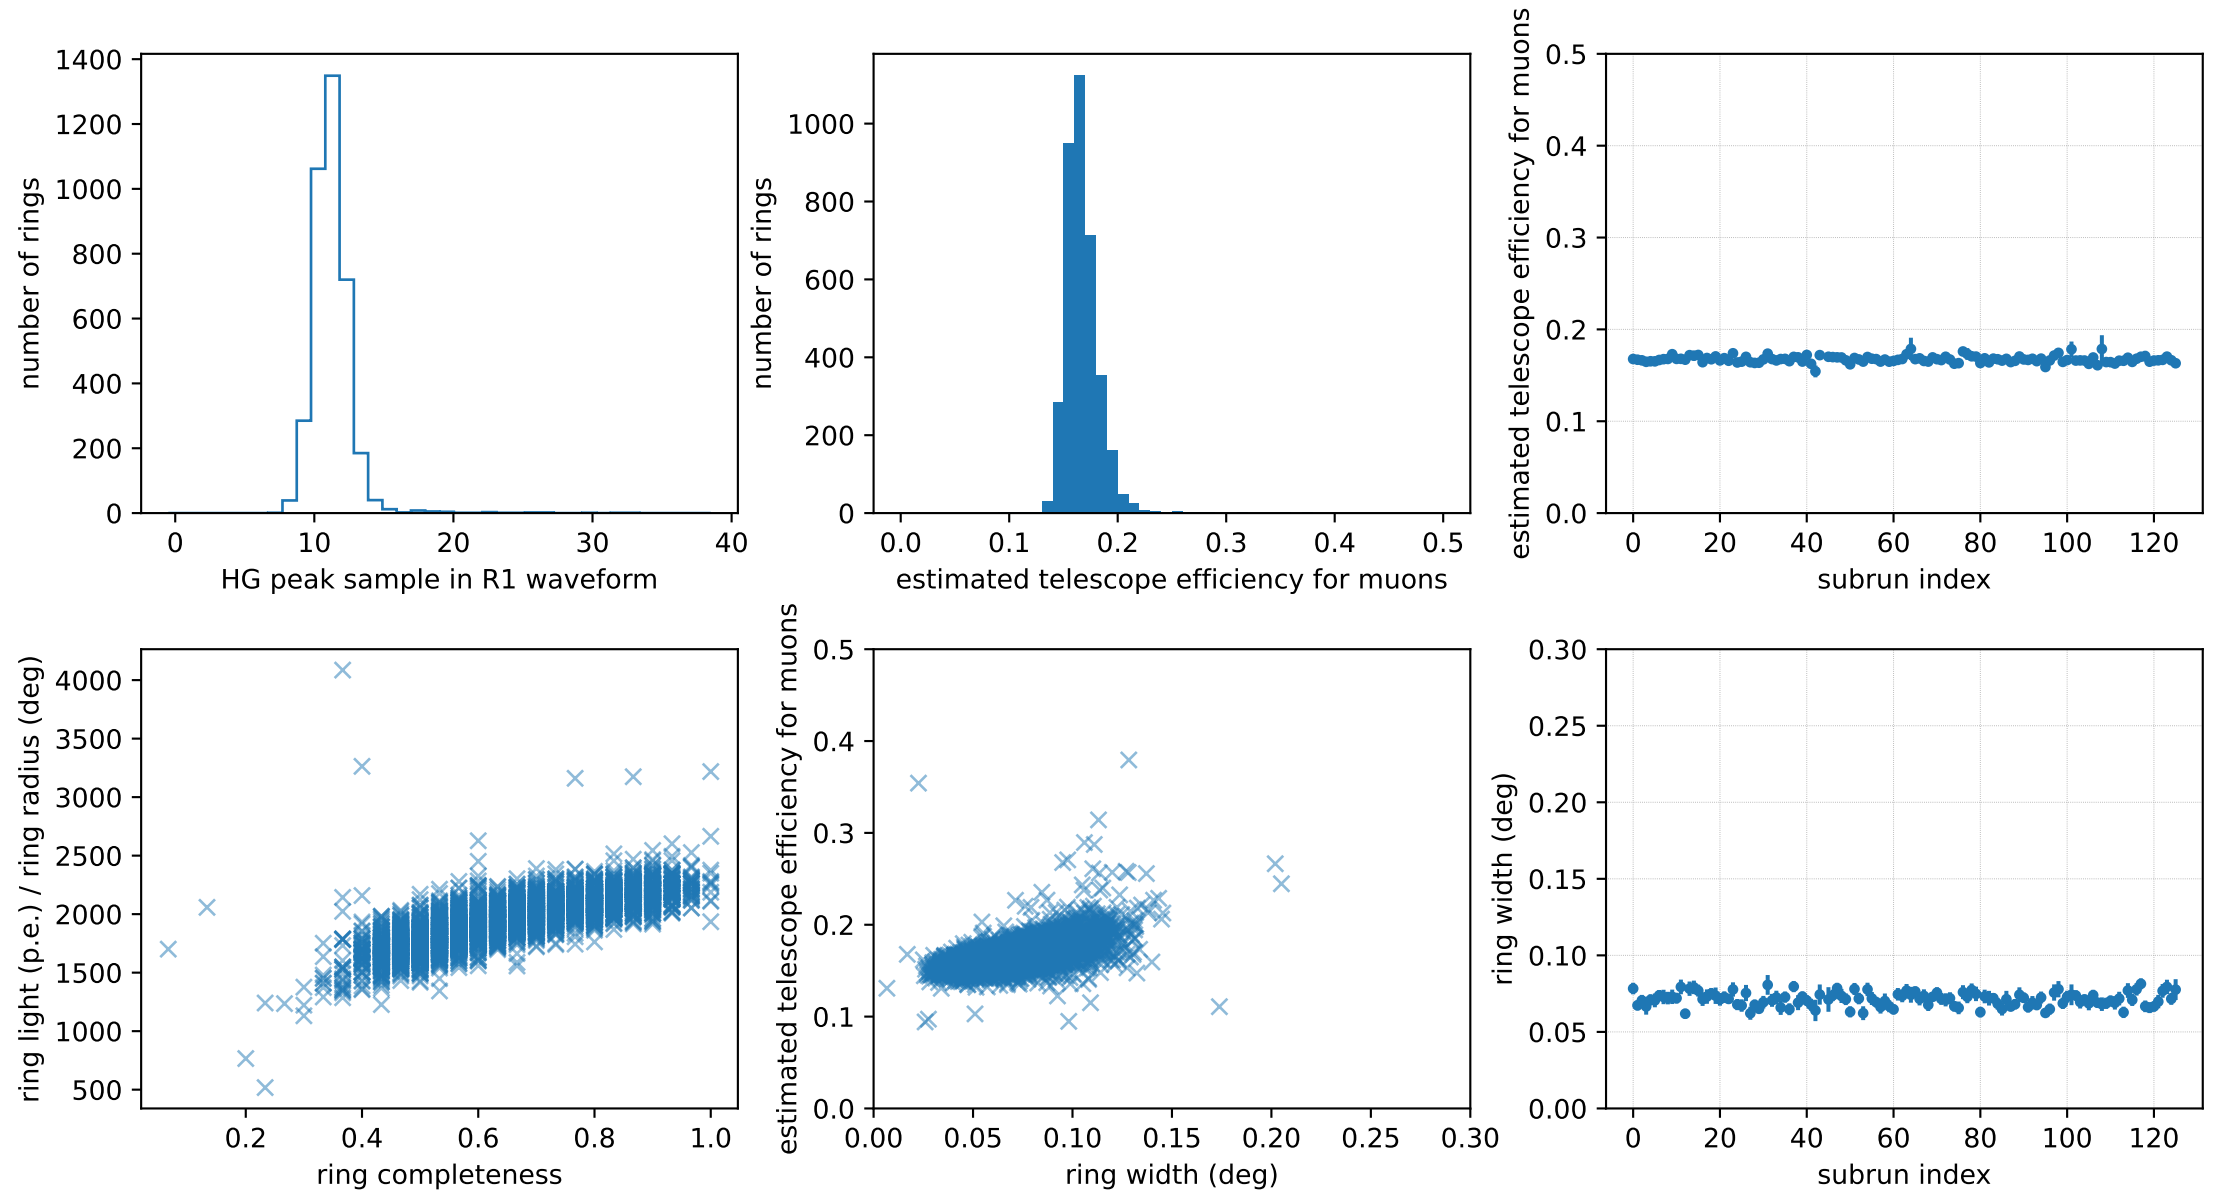 1400
1200
1000
800
600
400
200
0
number of rings
0 10 20 30 40
HG peak sample in R1 waveform
1000
800
600
400
200
0
number of rings
0.0 0.1 0.2 0.3 0.4 0.5
estimated telescope efficiency for muons
0.5
0.4
0.3
0.2
0.1
0.0
estimated telescope efficiency for muons
0 20 40 60 80 100 120
subrun index
4000
3500
3000
2500
2000
1500
1000
500
ring light (p.e.) / ring radius (deg)
0.2 0.4 0.6 0.8 1.0
ring completeness
0.5
0.4
0.3
0.2
0.1
0.0
estimated telescope efficiency for muons
0.00 0.05 0.10 0.15 0.20 0.25 0.30
ring width (deg)
0.30
0.25
0.20
0.15
0.10
0.05
0.00
ring width (deg)
0 20 40 60 80 100 120
subrun index